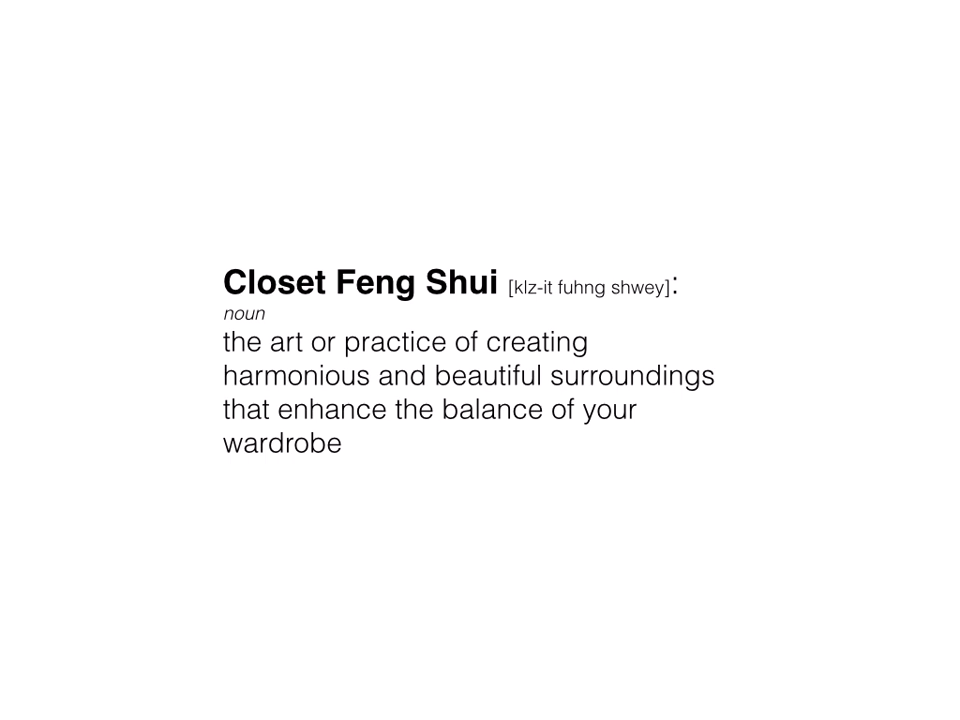 Closet Feng Shui [klz-it fuhng shwey]:
noun
the art or practice of creating
harmonious and beautiful surroundings
that enhance the balance of your
wardrobe